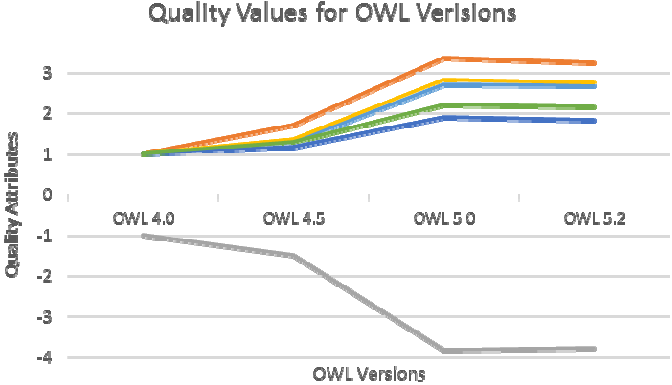 Quality Values for OWL Verisions
3
2
1
0
OWL 4.0 OWL 4.5 OWL 5 0 OWL 5.2
-1
-2
-3
-4
Quality Attributes
OWL Versions